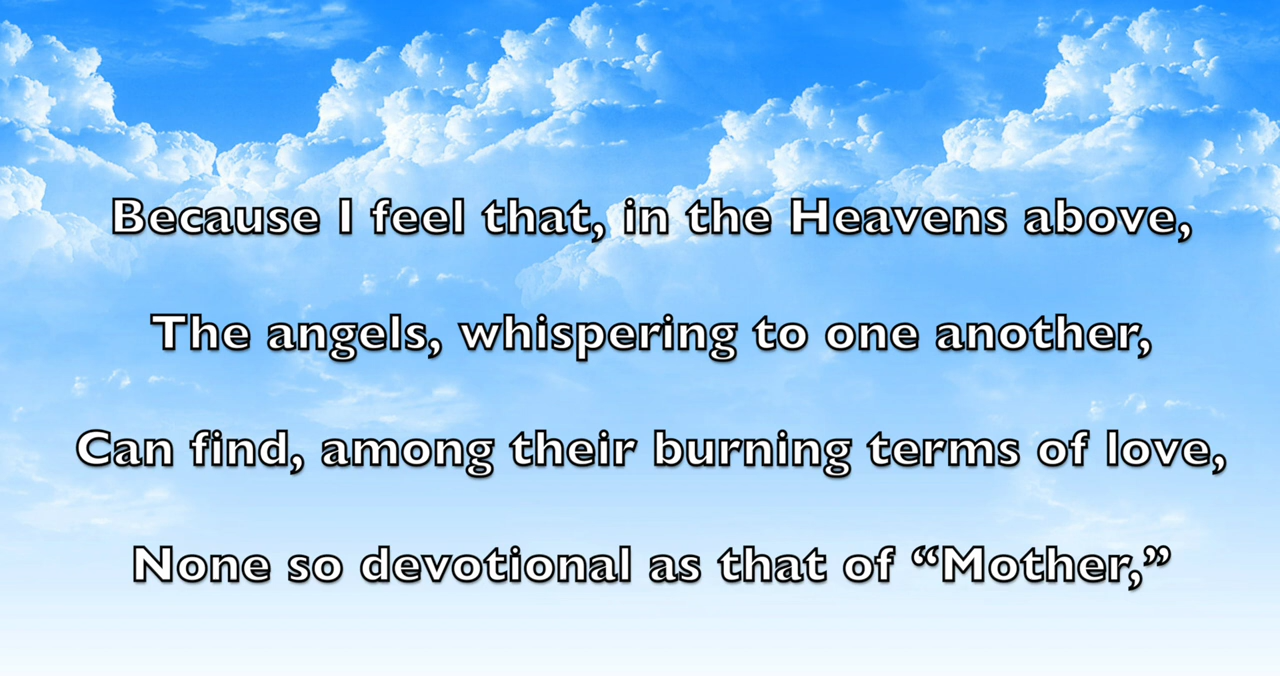 Because I feel that, in the Heavens above,
The angels, whispering to one another,
Can find, among their burning terms of love,
None so devotional as that of “Mother,”